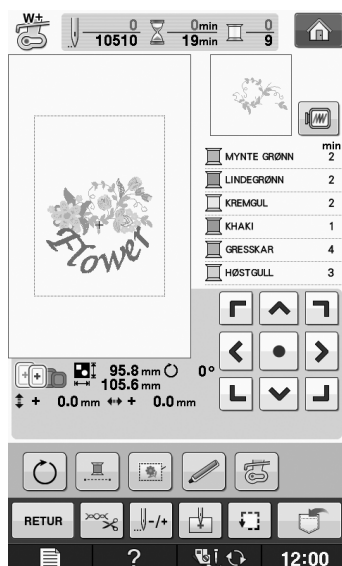 W+
0 0min 0
10510 19min 9
min
MYNTE GRØNN 2
LINDEGRØNN 2
KREMGUL 2
KHAKI 1
GRESSKAR 4
HØSTGULL 3
Flower
95.8 mm 0°
105.6 mm
+ 0.0 mm + 0.0 mm
RETUR -/+
? 12:00